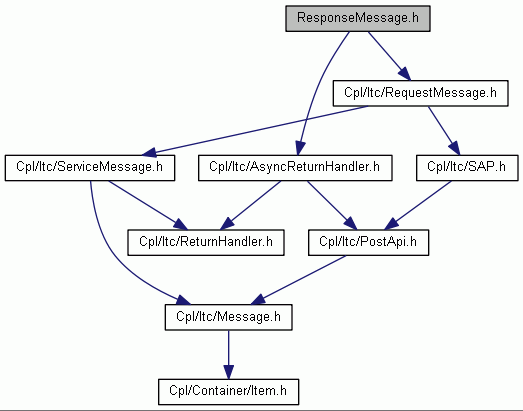 ResponseMessage.h
Cpl/Itc/RequestMessage.h
Cpl/Itc/ServiceMessage.h
Cpl/Itc/AsyncReturnHandler.h
Cpl/Itc/SAP.h
Cpl/Itc/ReturnHandler.h
Cpl/Itc/PostApi.h
Cpl/Itc/Message.h
Cpl/Container/Item.h